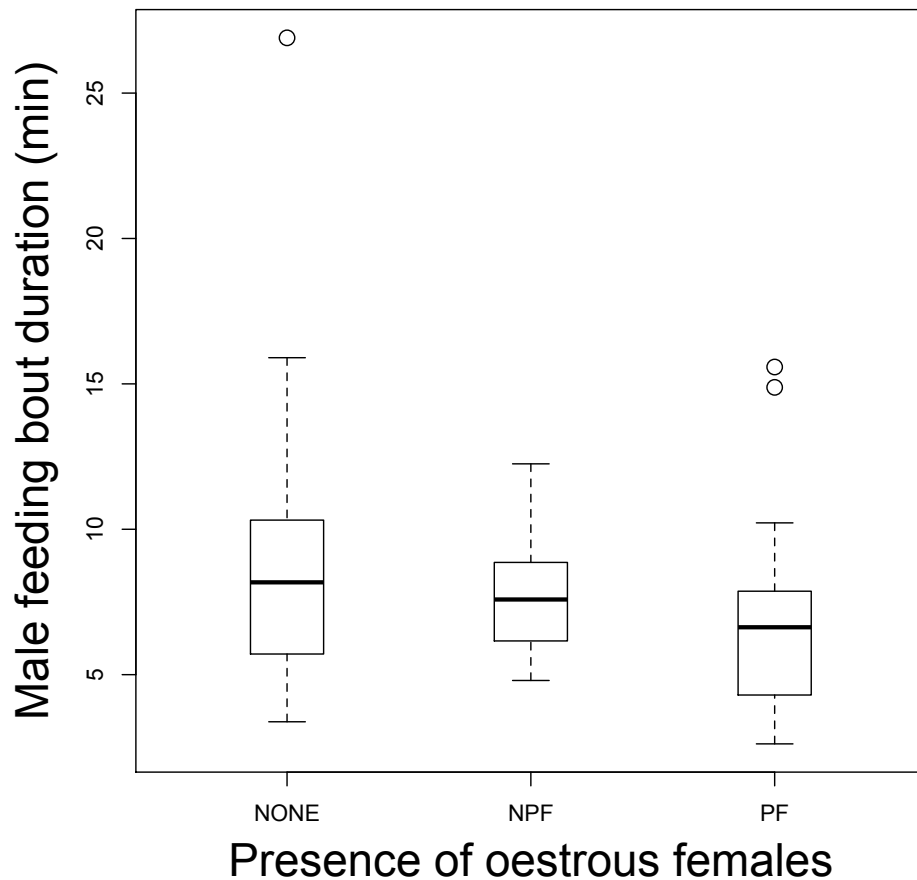 Male feeding bout duration (min)
25
20
15
10
5
NONE NPF PF
Presence of oestrous females